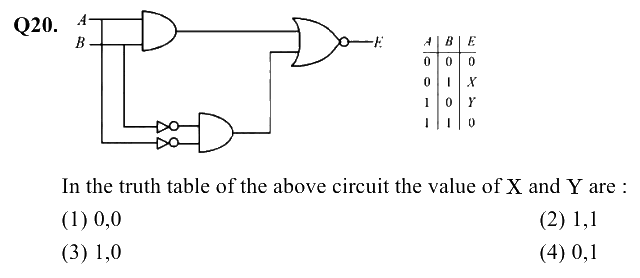 Q20. A
B
E
A B E
0 0 0
0 1 X
1 0 Y
1 1 0
In the truth table of the above circuit the value of X and Y are :
(1) 0,0 (2) 1,1
(3) 1,0 (4) 0,1